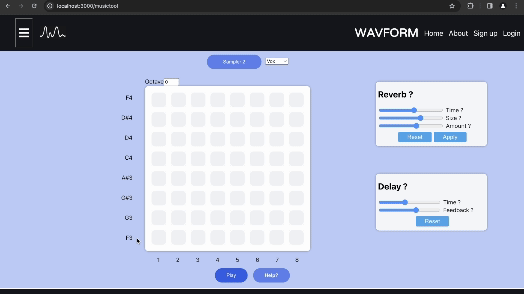 localhost:3000/musictool
WAVFORM Home About Sign up Login
Sampler 2 Vox
Octave 0
F4
D#4
D4
C4
A#3
G#3
G3
F3
1 2 3 4 5 6 7 8
Play Help?
Reverb ?
Time ?
Size ?
Amount ?
Reset Apply
Delay ?
Time ?
Feedback ?
Reset